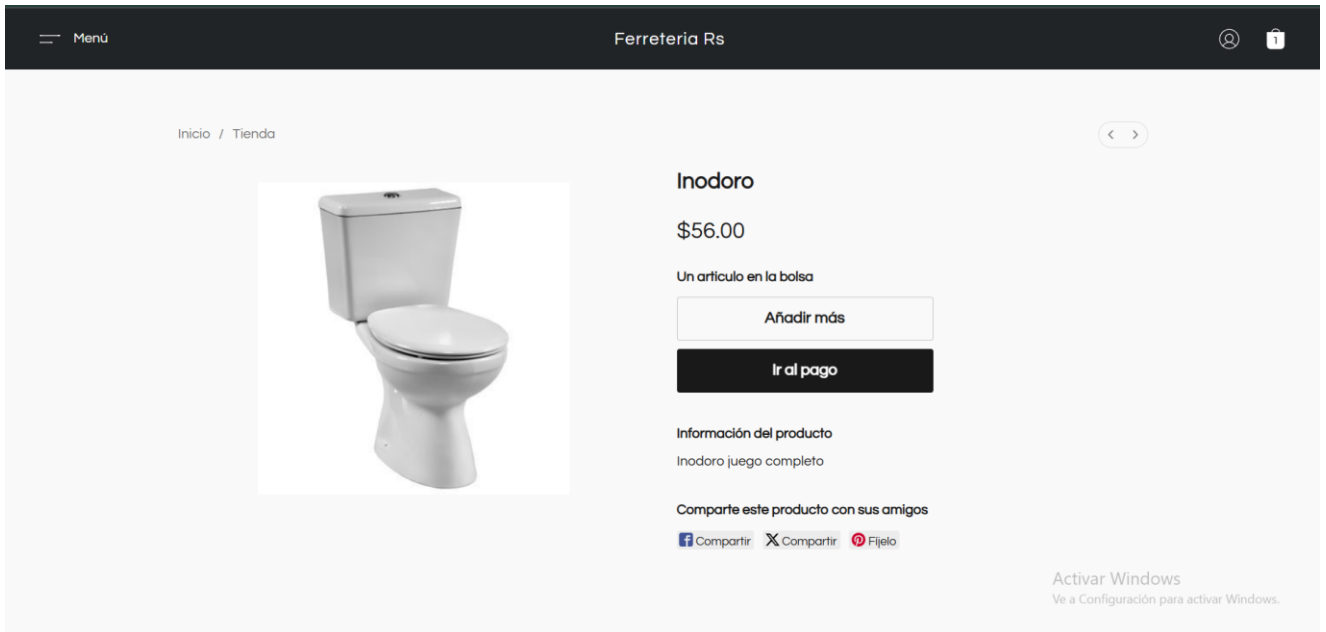 Menú
Ferreteria Rs
1
Inicio / Tienda
Inodoro
$56.00
Un artículo en la bolsa
Añadir más
Ir al pago
Información del producto
Inodoro juego completo
Comparte este producto con sus amigos
Compartir Compartir Fíjelo
Activar Windows
Ve a Configuración para activar Windows.